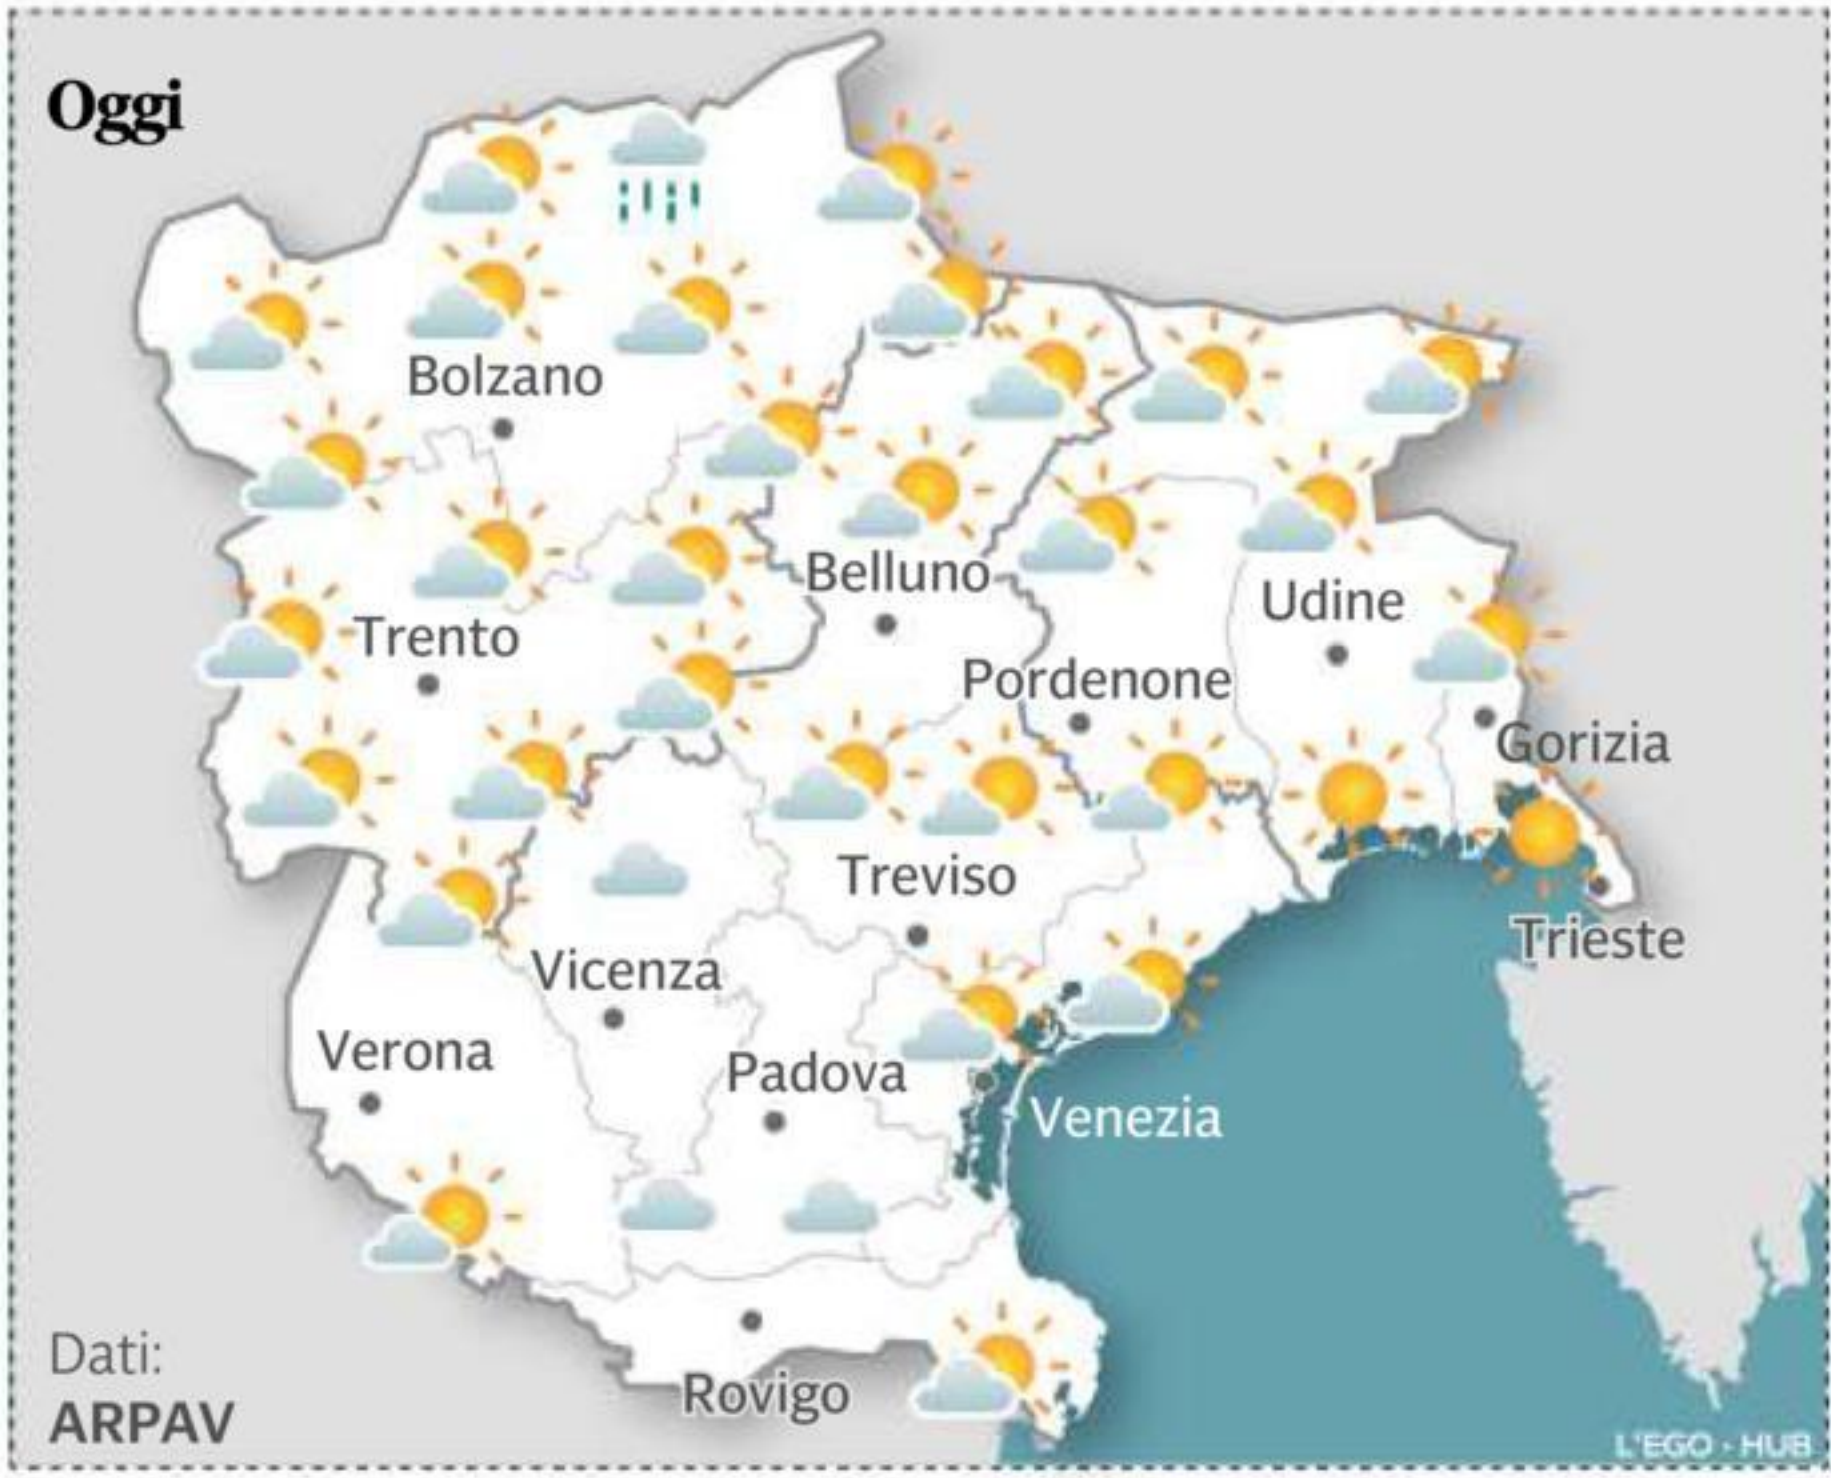 Oggi
Bolzano
Belluno
Udine
Trento
Pordenone
Gorizia
Treviso
Trieste
Vicenza
Verona
Padova
Venezia
Dati:
ARPAV
Rovigo
L'EGO - HUB